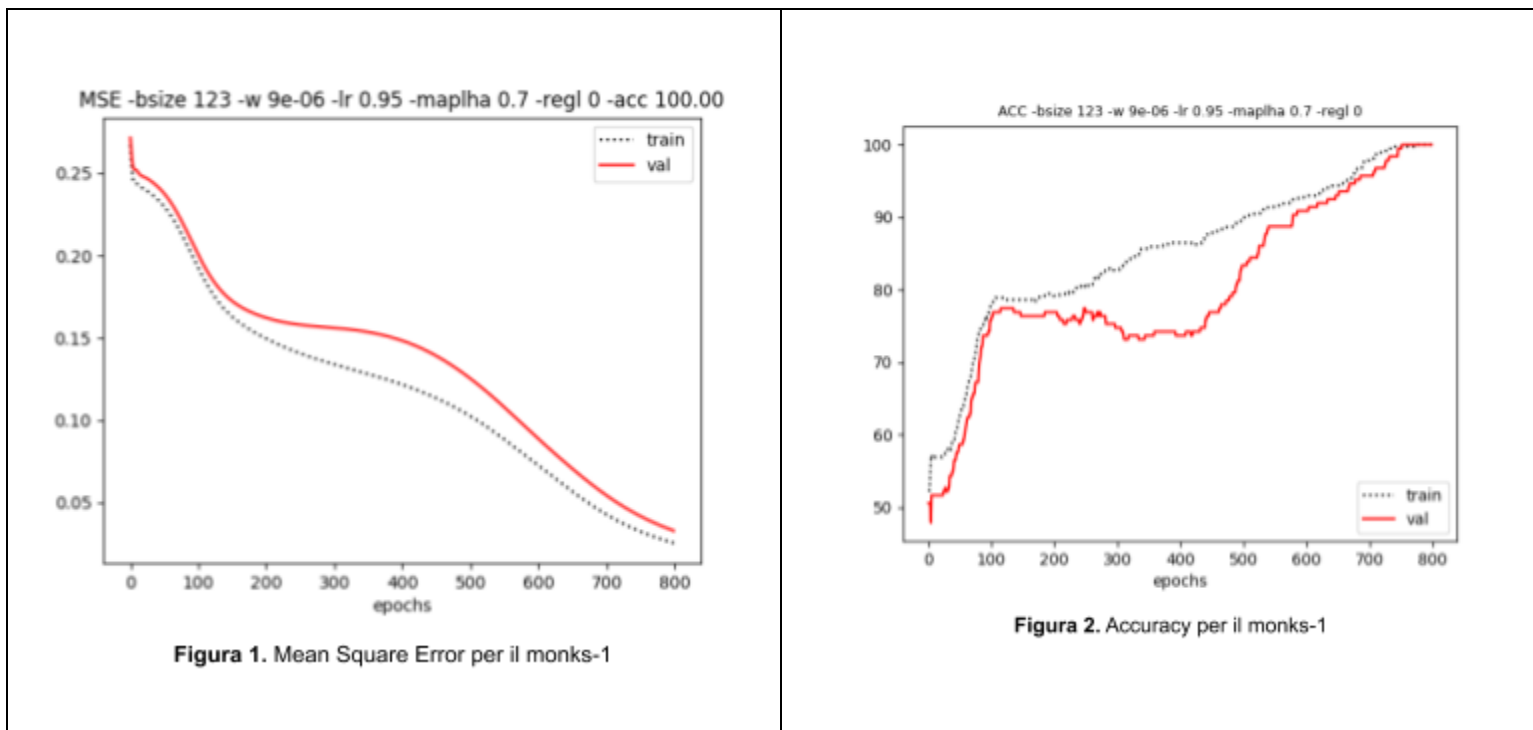 MSE -bsize 123 -w 9e-06 -lr 0.95 -maplha 0.7 -regl 0 -acc 100.00
train
val
0.25
0.20
0.15
0.10
0.05
0 100 200 300 400 500 600 700 800
epochs
Figura 1. Mean Square Error per il monks-1
ACC -bsize 123 -w 9e-06 -lr 0.95 -maplha 0.7 -regl 0
100
90
80
70
60
50
train
val
0 100 200 300 400 500 600 700 800
epochs
Figura 2. Accuracy per il monks-1